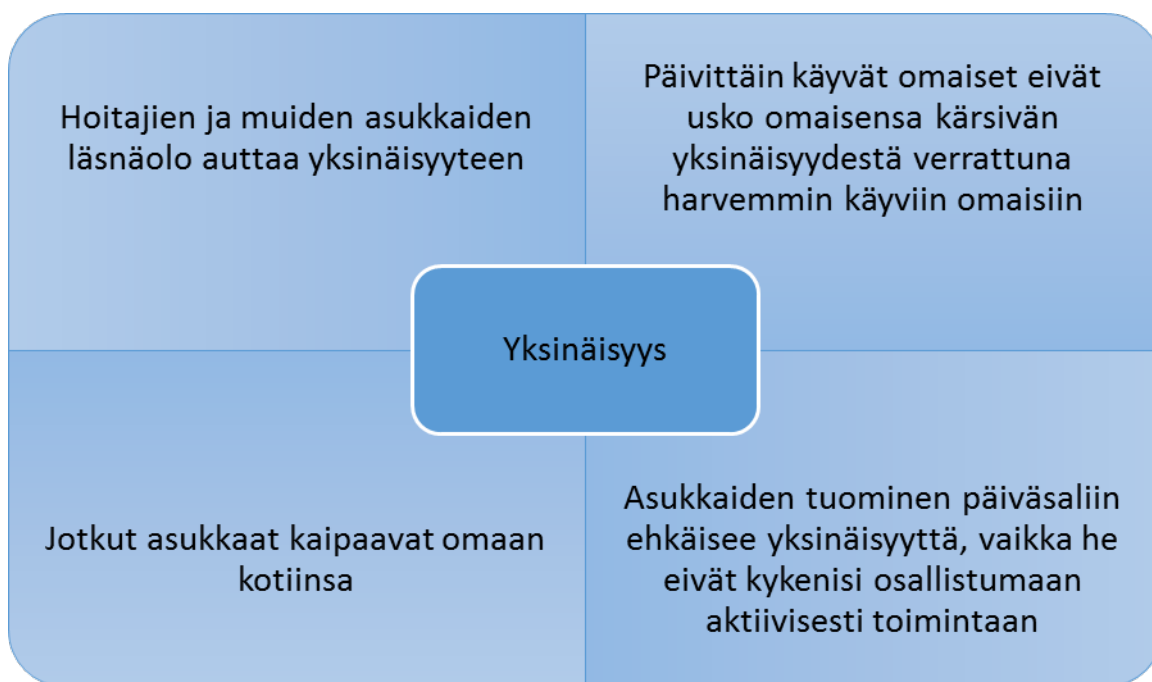 Hoitajien ja muiden asukkaiden
läsnäolo auttaa yksinäisyyteen
Päivittäin käyvät omaiset eivät
usko omaisensa kärsivän
yksinäisyydestä verrattuna
harvemmin käyviin omaisiin
Yksinäisyys
Jotkut asukkaat kaipaavat omaan
kotiinsa
Asukkaiden tuominen päiväsaliin
ehkäisee yksinäisyyttä, vaikka he
eivät kykenisi osallistumaan
aktiivisesti toimintaan